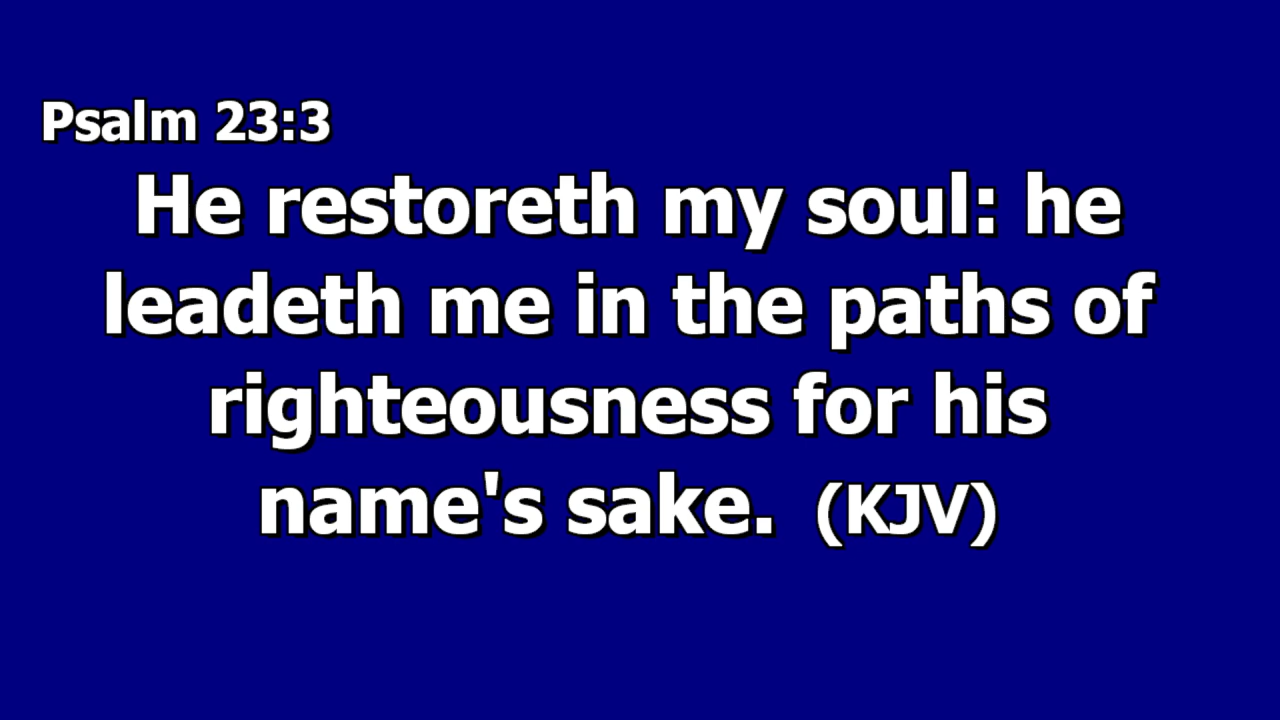 Psalm 23:3
He restoreth my soul: he
leadeth me in the paths of
righteousness for his
name's sake. (KJV)